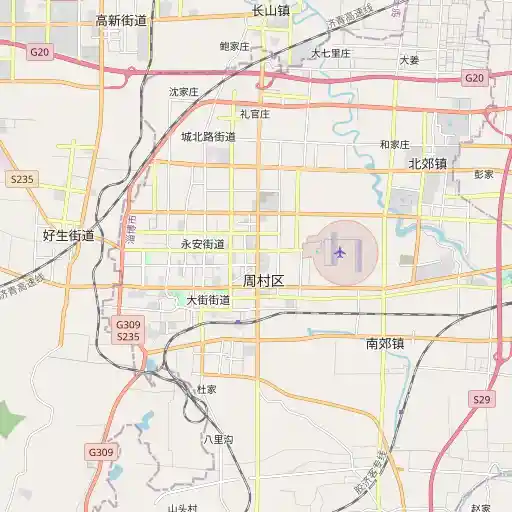 长山镇
高新街道
济青高速线
鲍家庄
大七里庄
G20
大姜
G20
沈家庄
礼官庄
城北路街道
和家庄
北郊镇
彭家
S235
淄博市
好生街道
永安街道
济青高速线
周村区
大街街道
G309
S235
南郊镇
杜家
S29
八里沟
G309
胶济客专线
山头村
赵家